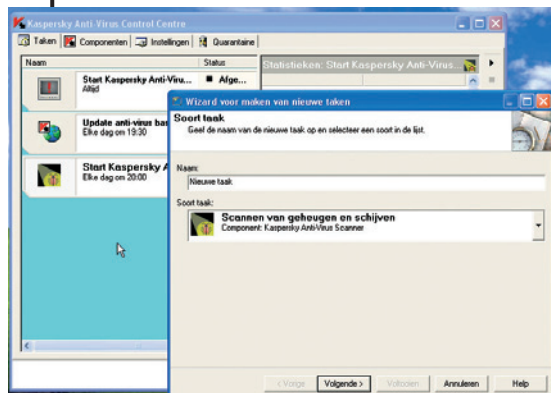 Kaspersky Anti-Virus Control Centre
Taken Componenten Instellingen Quarantaine
Naam Status
Statistieken: Start Kaspersky Anti-Virus...
Start Kaspersky Anti-Viru... Afge...
Altijd
Update anti-virus bas
Elke dag om 19:30
Start Kaspersky A
Elke dag om 20:00
Wizard voor maken van nieuwe taken
Soort taak
Geef de naam van de nieuwe taak op en selecteer een soort in de lijst.
Naam:
Nieuwe taak
Soort taak:
Scannen van geheugen en schijven
Component: Kaspersky Anti-Virus Scanner
< Vorige Volgende > Voltooien Annuleren Help